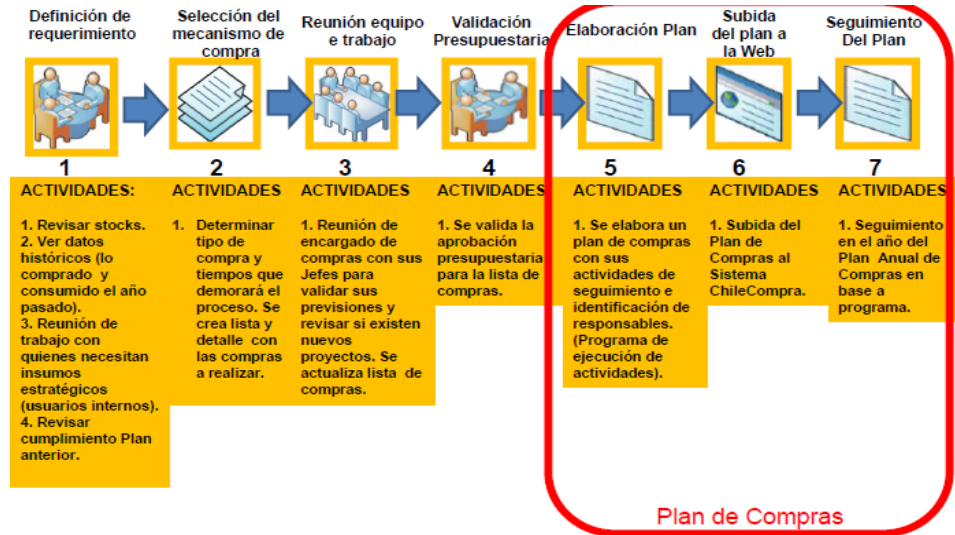 Definición de
requerimiento
Selección del
mecanismo de
compra
Reunión equipo
e trabajo
Validación
Presupuestaria
Elaboración Plan
Subida
del plan a
la Web
Seguimiento
Del Plan
1
2
3
4
5
6
7
ACTIVIDADES:
1. Revisar stocks.
2. Ver datos
históricos (lo
comprado y
consumido el año
pasado).
3. Reunión de
trabajo con
quienes necesitan
insumos
estratégicos
(usuarios internos).
4. Revisar
cumplimiento Plan
anterior.
ACTIVIDADES
1. Determinar
tipo de
compra y
tiempos que
demorará el
proceso. Se
crea lista y
detalle con
las compras
a realizar.
ACTIVIDADES
1. Reunión de
encargado de
compras con sus
Jefes para
validar sus
previsiones y
revisar si existen
nuevos
proyectos. Se
actualiza lista de
compras.
ACTIVIDADES
1. Se valida la
aprobación
presupuestaria
para la lista de
compras.
ACTIVIDADES
1. Se elabora un
plan de compras
con sus
actividades de
seguimiento e
identificación de
responsables.
(Programa de
ejecución de
actividades).
ACTIVIDADES
1. Subida del
Plan de
Compras al
Sistema
ChileCompra.
ACTIVIDADES
1. Seguimiento
en el año del
Plan Anual de
Compras en
base a
programa.
Plan de Compras